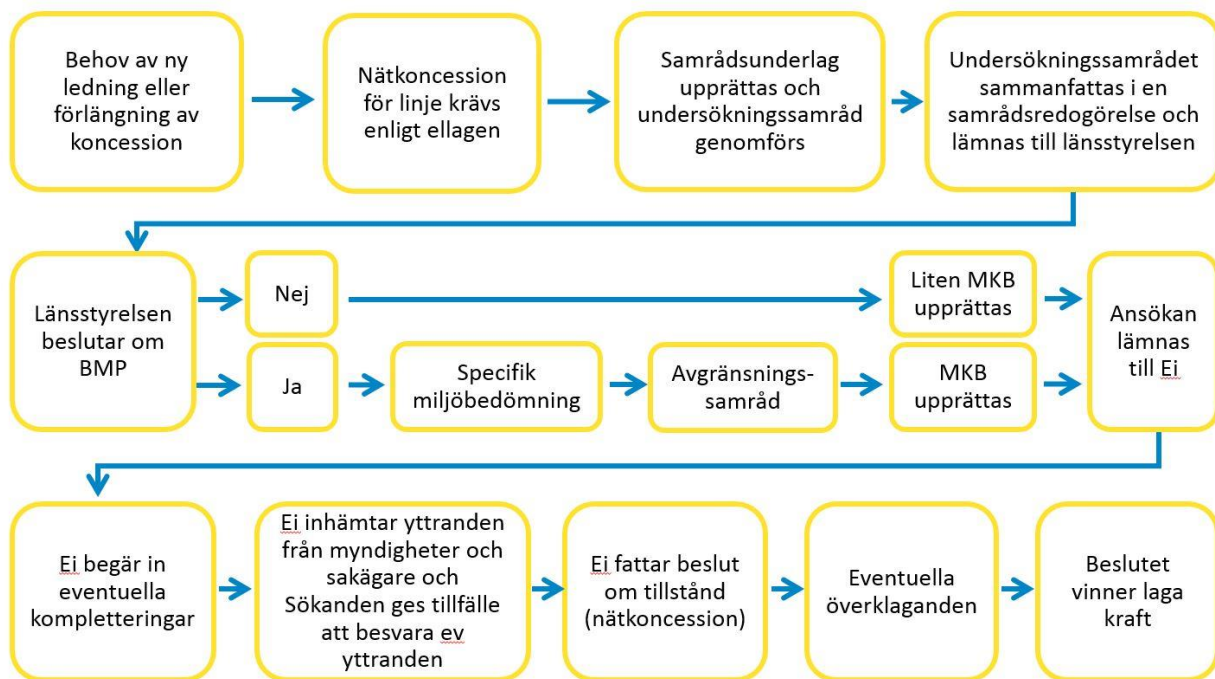 Behov av ny
ledning eller
förlängning av
koncession
Nätkoncession
för linje krävs
enligt ellagen
Samrådsunderlag
upprättas och
undersökningssamråd
genomförs
Undersökningssamrådet
sammanfattas i en
samrådsredogörelse och
lämnas till länsstyrelsen
Länsstyrelsen
beslutar om
BMP
Nej
Liten MKB
upprättas
Ja
Specifik
miljöbedömning
Avgränsnings-
samråd
MKB
upprättas
Ansökan
lämnas
till Ei
Ei begär in
eventuella
kompletteringar
Ei inhämtar yttranden
från myndigheter och
sakägare och
Sökanden ges tillfälle
att besvara ev
yttranden
Ei fattar beslut
om tillstånd
(nätkoncession)
Eventuella
överklaganden
Beslutet
vinner laga
kraft